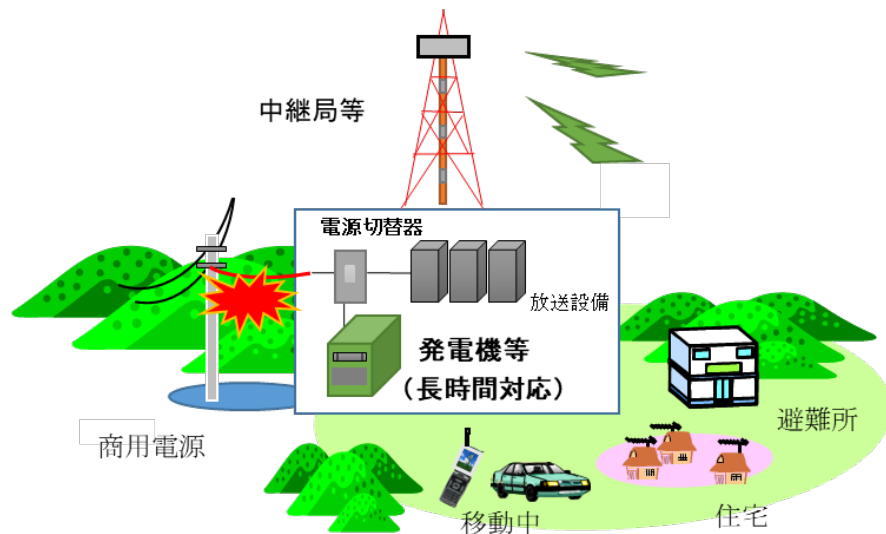 中継局等
電源切替器
放送設備
発電機等
（長時間対応）
避難所
商用電源
移動中
住宅